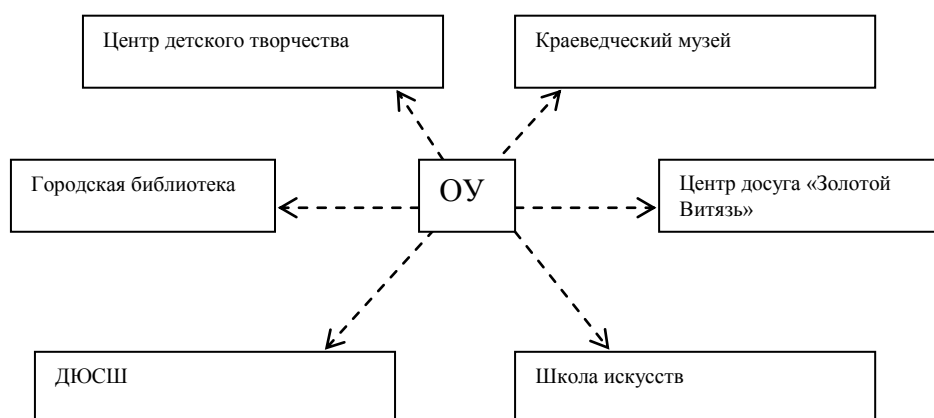 Центр детского творчества
Краеведческий музей
Городская библиотека
ОУ
Центр досуга «Золотой
Витязь»
ДЮСШ
Школа искусств